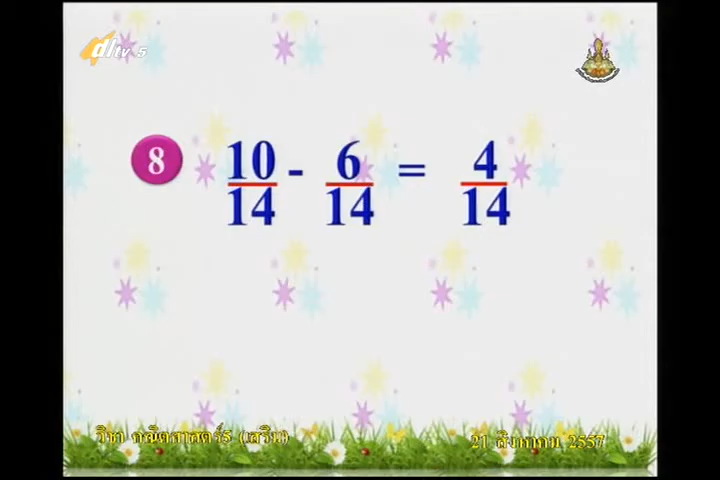 dltv 5
8 10/14 - 6/14 = 4/14
วิชา คณิตศาสตร์ (เสริม)
21 สิงหาคม 2557